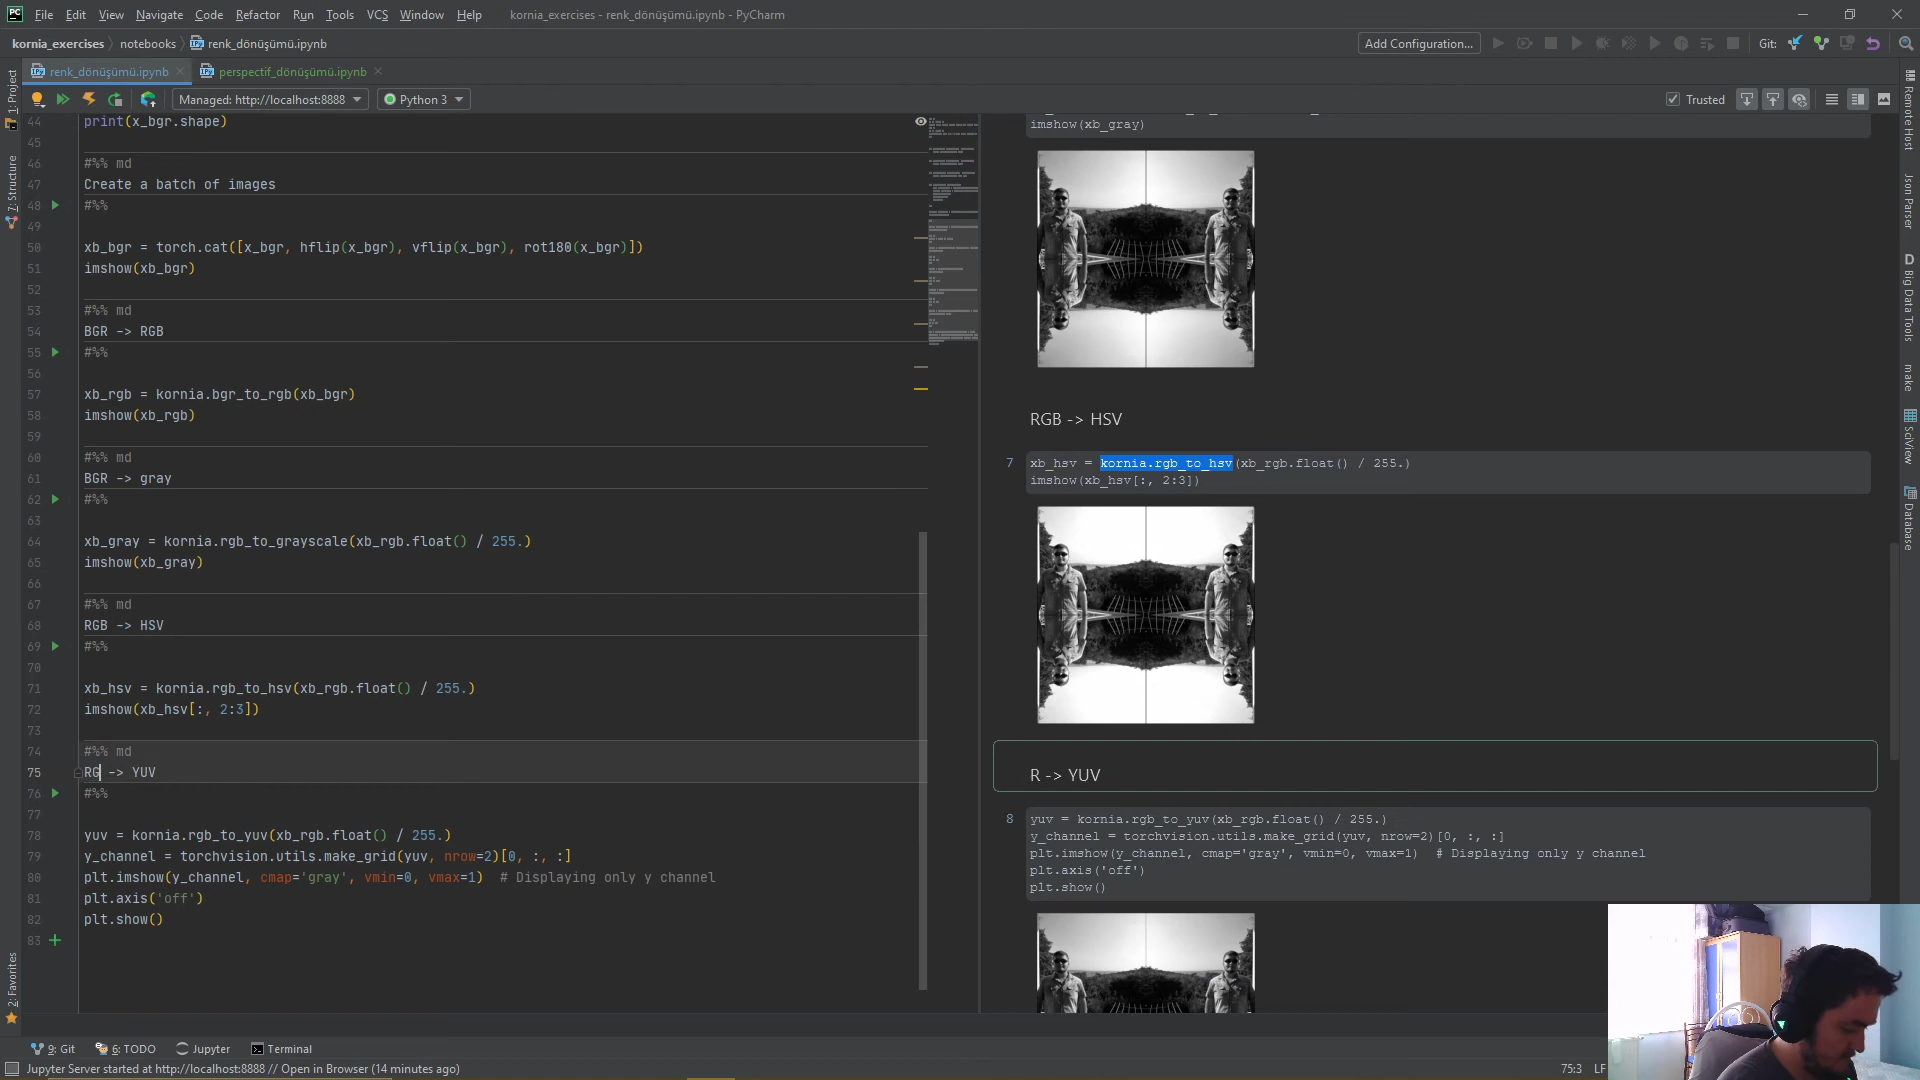 PC File Edit View Navigate Code Refactor Run Tools VCS Window Help kornia_exercises - renk_dönüşümü.ipynb - PyCharm
kornia_exercises notebooks renk_dönüşümü.ipynb Add Configuration... Git:
renk_dönüşümü.ipynb perspectif_dönüşümü.ipynb
Managed: http://localhost:8888 Python 3 Trusted
44 print(x_bgr.shape)
45
46 #%% md
47 Create a batch of images
48 #%%
49
50 xb_bgr = torch.cat([x_bgr, hflip(x_bgr), vflip(x_bgr), rot180(x_bgr)])
51 imshow(xb_bgr)
52
53 #%% md
54 BGR -> RGB
55 #%%
56
57 xb_rgb = kornia.bgr_to_rgb(xb_bgr)
58 imshow(xb_rgb)
59
60 #%% md
61 BGR -> gray
62 #%%
63
64 xb_gray = kornia.rgb_to_grayscale(xb_rgb.float() / 255.)
65 imshow(xb_gray)
66
67 #%% md
68 RGB -> HSV
69 #%%
70
71 xb_hsv = kornia.rgb_to_hsv(xb_rgb.float() / 255.)
72 imshow(xb_hsv[:, 2:3])
73
74 #%% md
75 RG -> YUV
76 #%%
77
78 yuv = kornia.rgb_to_yuv(xb_rgb.float() / 255.)
79 y_channel = torchvision.utils.make_grid(yuv, nrow=2)[0, :, :]
80 plt.imshow(y_channel, cmap='gray', vmin=0, vmax=1) # Displaying only y channel
81 plt.axis('off')
82 plt.show()
83
imshow(xb_gray)
RGB -> HSV
7 xb_hsv = kornia.rgb_to_hsv(xb_rgb.float() / 255.)
imshow(xb_hsv[:, 2:3])
R -> YUV
8 yuv = kornia.rgb_to_yuv(xb_rgb.float() / 255.)
y_channel = torchvision.utils.make_grid(yuv, nrow=2)[0, :, :]
plt.imshow(y_channel, cmap='gray', vmin=0, vmax=1) # Displaying only y channel
plt.axis('off')
plt.show()
1: Project
7: Structure
2: Favorites
Remote Host
Json Parser
D Big Data Tools
make
SciView
Database
9: Git 6: TODO Jupyter Terminal
Jupyter Server started at http://localhost:8888 // Open in Browser (14 minutes ago) 75:3 LF